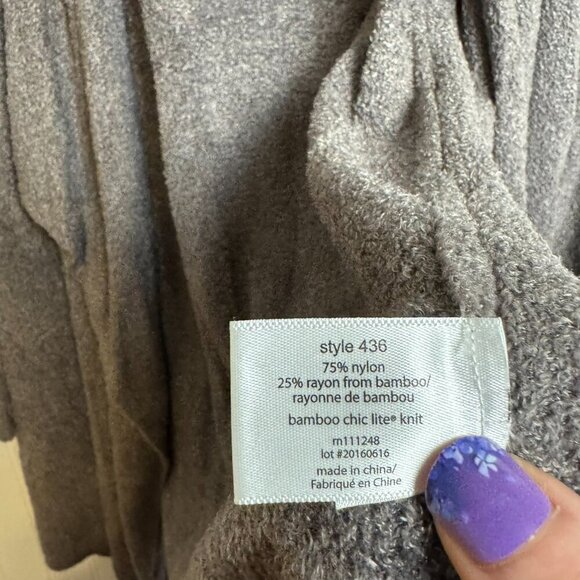 style 436
75% nylon
25% rayon from bamboo/
rayonne de bambou
bamboo chic lite® knit
rn111248
lot #20160616
made in china/
Fabriqué en Chine